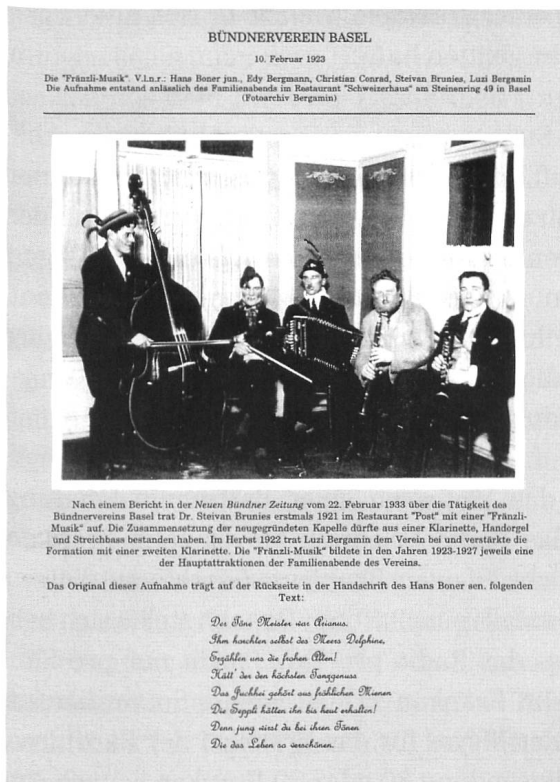 BÜNDNERVEREIN BASEL
10. Februar 1923
Die "Fränzli-Musik". V.l.n.r.: Hans Boner jun., Edy Bergmann, Christian Conrad, Steivan Brunies, Luzi Bergamin
Die Aufnahme entstand anlässlich des Familienabends im Restaurant "Schweizerhaus" am Steinenring 49 in Basel
(Fotoarchiv Bergamin)
Nach einem Bericht in der Neuen Bündner Zeitung vom 22. Februar 1933 über die Tätigkeit des
Bündnervereins Basel trat Dr. Steivan Brunies erstmals 1921 im Restaurant "Post" mit einer "Fränzli-
Musik" auf. Die Zusammensetzung der neugegründeten Kapelle dürfte aus einer Klarinette, Handorgel
und Streichbass bestanden haben. Im Herbst 1922 trat Luzi Bergamin dem Verein bei und verstärkte die
Formation mit einer zweiten Klarinette. Die "Fränzli-Musik" bildete in den Jahren 1923-1927 jeweils eine
der Hauptattraktionen der Familienabende des Vereins.
Das Original dieser Aufnahme trägt auf der Rückseite in der Handschrift des Hans Boner sen. folgenden
Text:
Der Töne Meister war Arianus,
Ihm horchten selbst des Meers Delphine,
Erzählen uns die frohen Alten!
Hätt' der den höchsten Tanzgenuss
Das Juchhei gehört aus fröhlichen Mienen
Die Seppli hätten ihn bis heut erhalten!
Denn jung wirst du bei ihren Tönen
Die das Leben so verschönen.